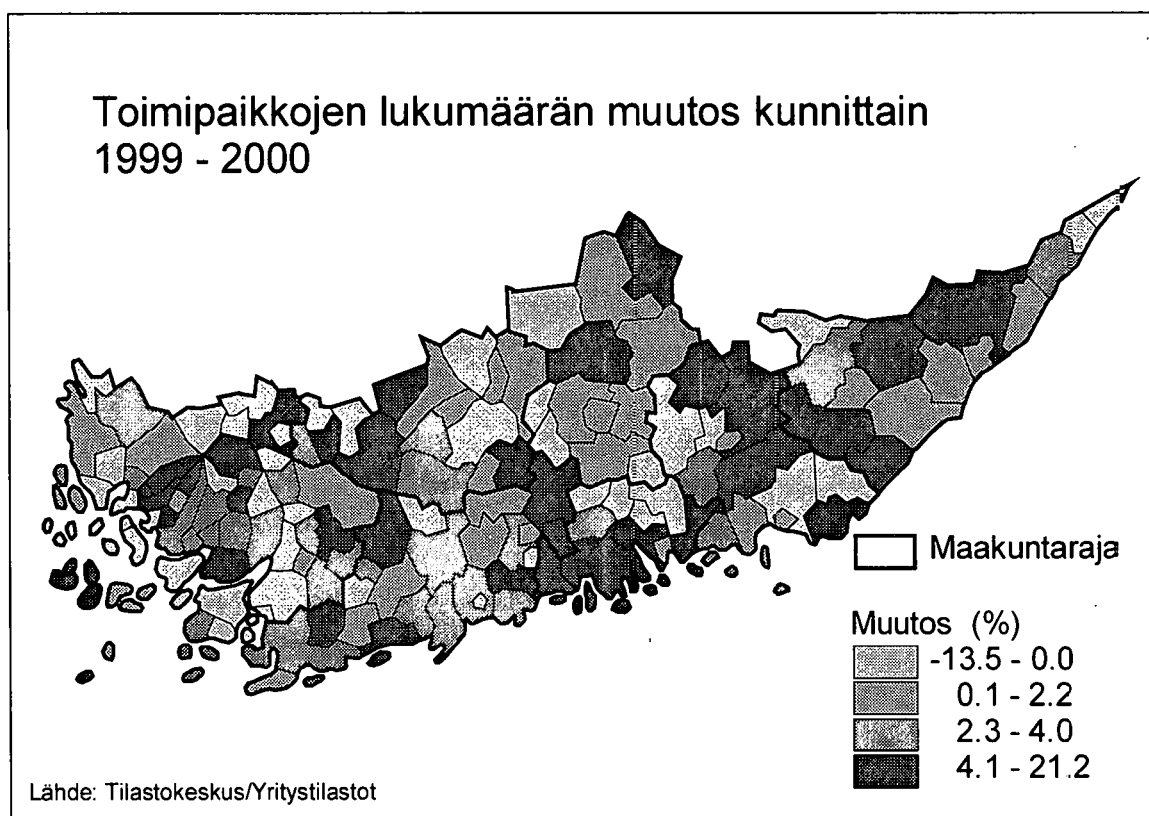 Toimipaikkojen lukumäärän muutos kunnittain
1999 - 2000
Maakuntaraja
Muutos (%)
-13.5 - 0.0
0.1 - 2.2
2.3 - 4.0
4.1 - 21.2
Lähde: Tilastokeskus/Yritystilastot